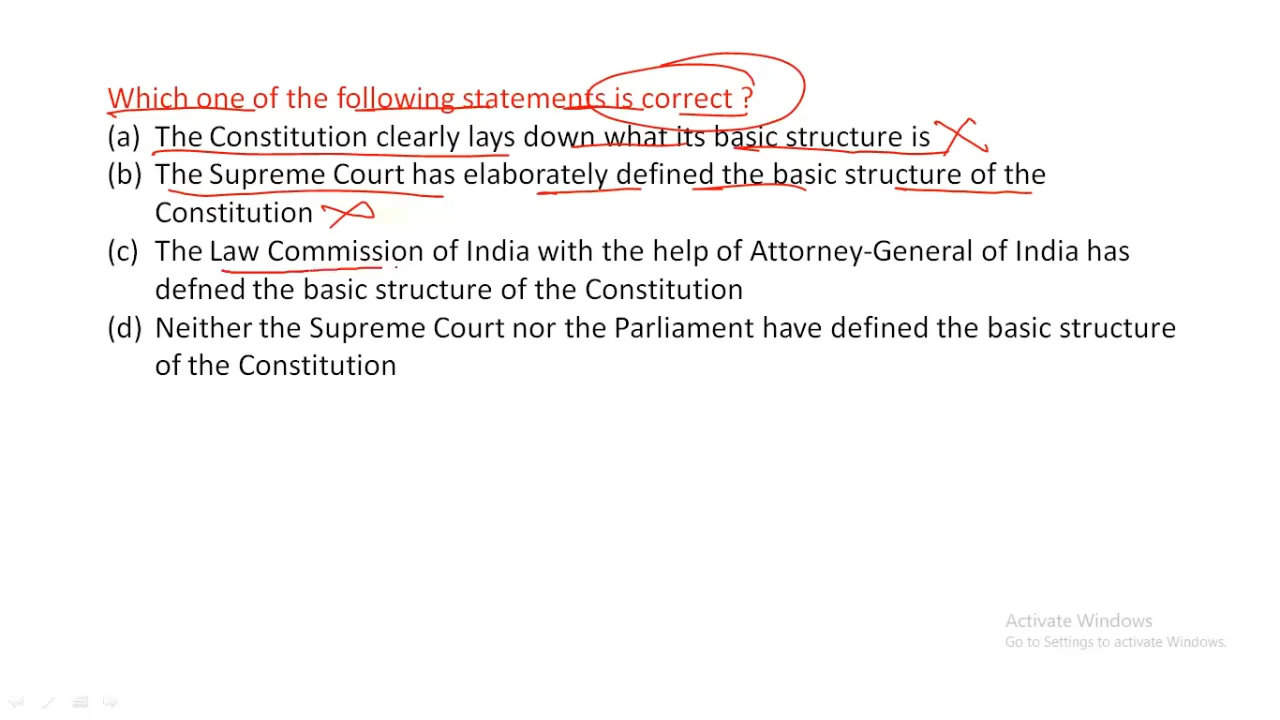 Which one of the following statements is correct ?
(a) The Constitution clearly lays down what its basic structure is
(b) The Supreme Court has elaborately defined the basic structure of the
Constitution
(c) The Law Commission of India with the help of Attorney-General of India has
defned the basic structure of the Constitution
(d) Neither the Supreme Court nor the Parliament have defined the basic structure
of the Constitution
Activate Windows
Go to Settings to activate Windows.